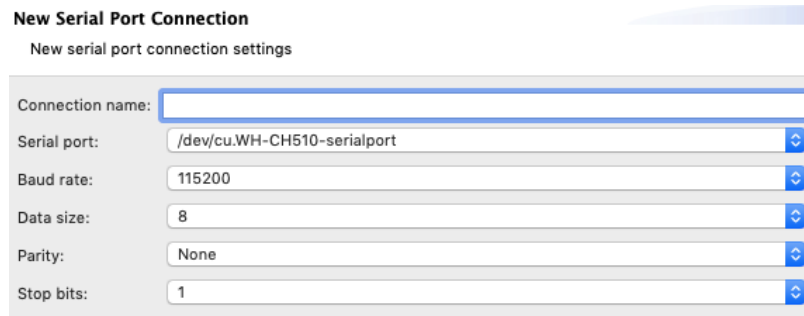 New Serial Port Connection
New serial port connection settings
Connection name:
Serial port: /dev/cu.WH-CH510-serialport
Baud rate: 115200
Data size: 8
Parity: None
Stop bits: 1